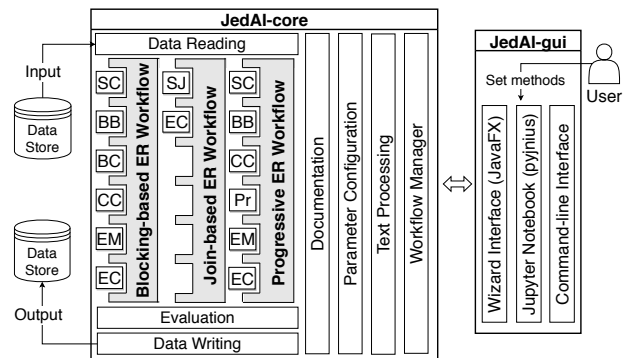 JedAI-core
Data Reading
Input
Data
Store
Data
Store
Output
SC
BB
BC
CC
EM
EC
Blocking-based ER Workflow
SJ
EC
Join-based ER Workflow
SC
BB
CC
Pr
EM
EC
Progressive ER Workflow
Evaluation
Data Writing
Documentation
Parameter Configuration
Text Processing
Workflow Manager
JedAI-gui
Set methods
User
Wizard Interface (JavaFX)
Jupyter Notebook (pyjnius)
Command-line Interface